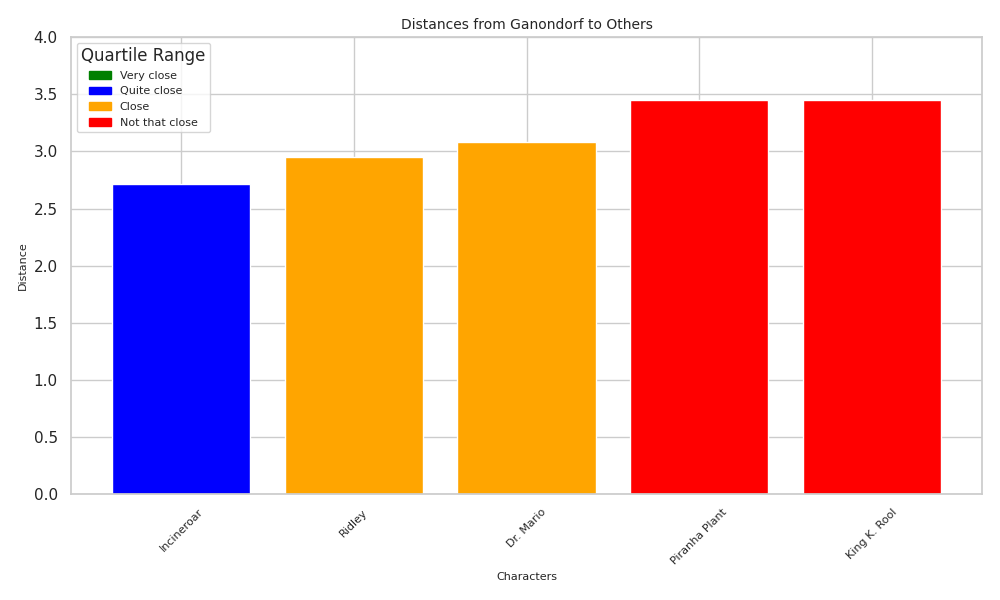 Distances from Ganondorf to Others
4.0
3.5
3.0
2.5
2.0
1.5
1.0
0.5
0.0
Distance
Quartile Range
Very close
Quite close
Close
Not that close
Incineroar
Ridley
Dr. Mario
Piranha Plant
King K. Rool
Characters